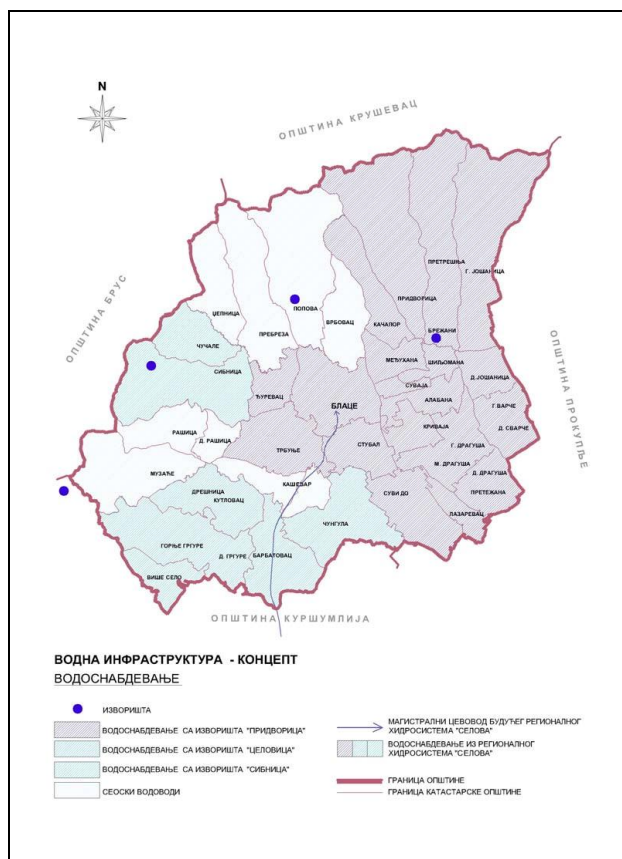 N
ОПШТИНА КРУШЕВАЦ
ПРЕТРЕШЊА
Г. ЈОШАНИЦА
ПРИДВОРИЦА
ПОПОВА
ЏЕПНИЦА
ВРБОВАЦ
КАЧАПОР
БРЕЖАНИ
ОПШТИНА БРУС
ПРЕБРЕЗА
ЧУЧАЛЕ
МЕЂУХАНА
ШИЉОМАНА
СИБНИЦА
Д.ЈОШАНИЦА
СУВАЈА
ЂУРЕВАЦ
АЛАБАНА
БЛАЦЕ
Г.ВАРЧЕ
ОПШТИНА ПРОКУПЉЕ
КРИВАЈА
Д. СВАРЧЕ
РАШИЦА
Д. РАШИЦА
СТУБАЛ
ТРБУЊЕ
Г. ДРАГУША
М. ДРАГУША
МУЗАЋЕ
Д. ДРАГУША
КАШЕВАР
ПРЕТЕЖАНА
ДРЕШНИЦА
КУТЛОВАЦ
СУВИ ДО
ЛАЗАРЕВАЦ
ЧУНГУЛА
ГОРЊЕ ГРГУРЕ
Д. ГРГУРЕ
БАРБАТОВАЦ
ВИШЕ СЕЛО
ОПШТИНА КУРШУМЛИЈА
ВОДНА ИНФРАСТРУКТУРА - КОНЦЕПТ
ВОДОСНАБДЕВАЊЕ
ИЗВОРИШТА
ВОДОСНАБДЕВАЊЕ СА ИЗВОРИШТА "ПРИДВОРИЦА"
ВОДОСНАБДЕВАЊЕ СА ИЗВОРИШТА "ЦЕЛОВИЦА"
ВОДОСНАБДЕВАЊЕ СА ИЗВОРИШТА "СИБНИЦА"
СЕОСКИ ВОДОВОДИ
МАГИСТРАЛНИ ЦЕВОВОД БУДУЋЕГ РЕГИОНАЛНОГ
ХИДРОСИСТЕМА "СЕЛОВА"
ВОДОСНАБДЕВАЊЕ ИЗ РЕГИОНАЛНОГ
ХИДРОСИСТЕМА "СЕЛОВА"
ГРАНИЦА ОПШТИНЕ
ГРАНИЦА КАТАСТАРСКЕ ОПШТИНЕ